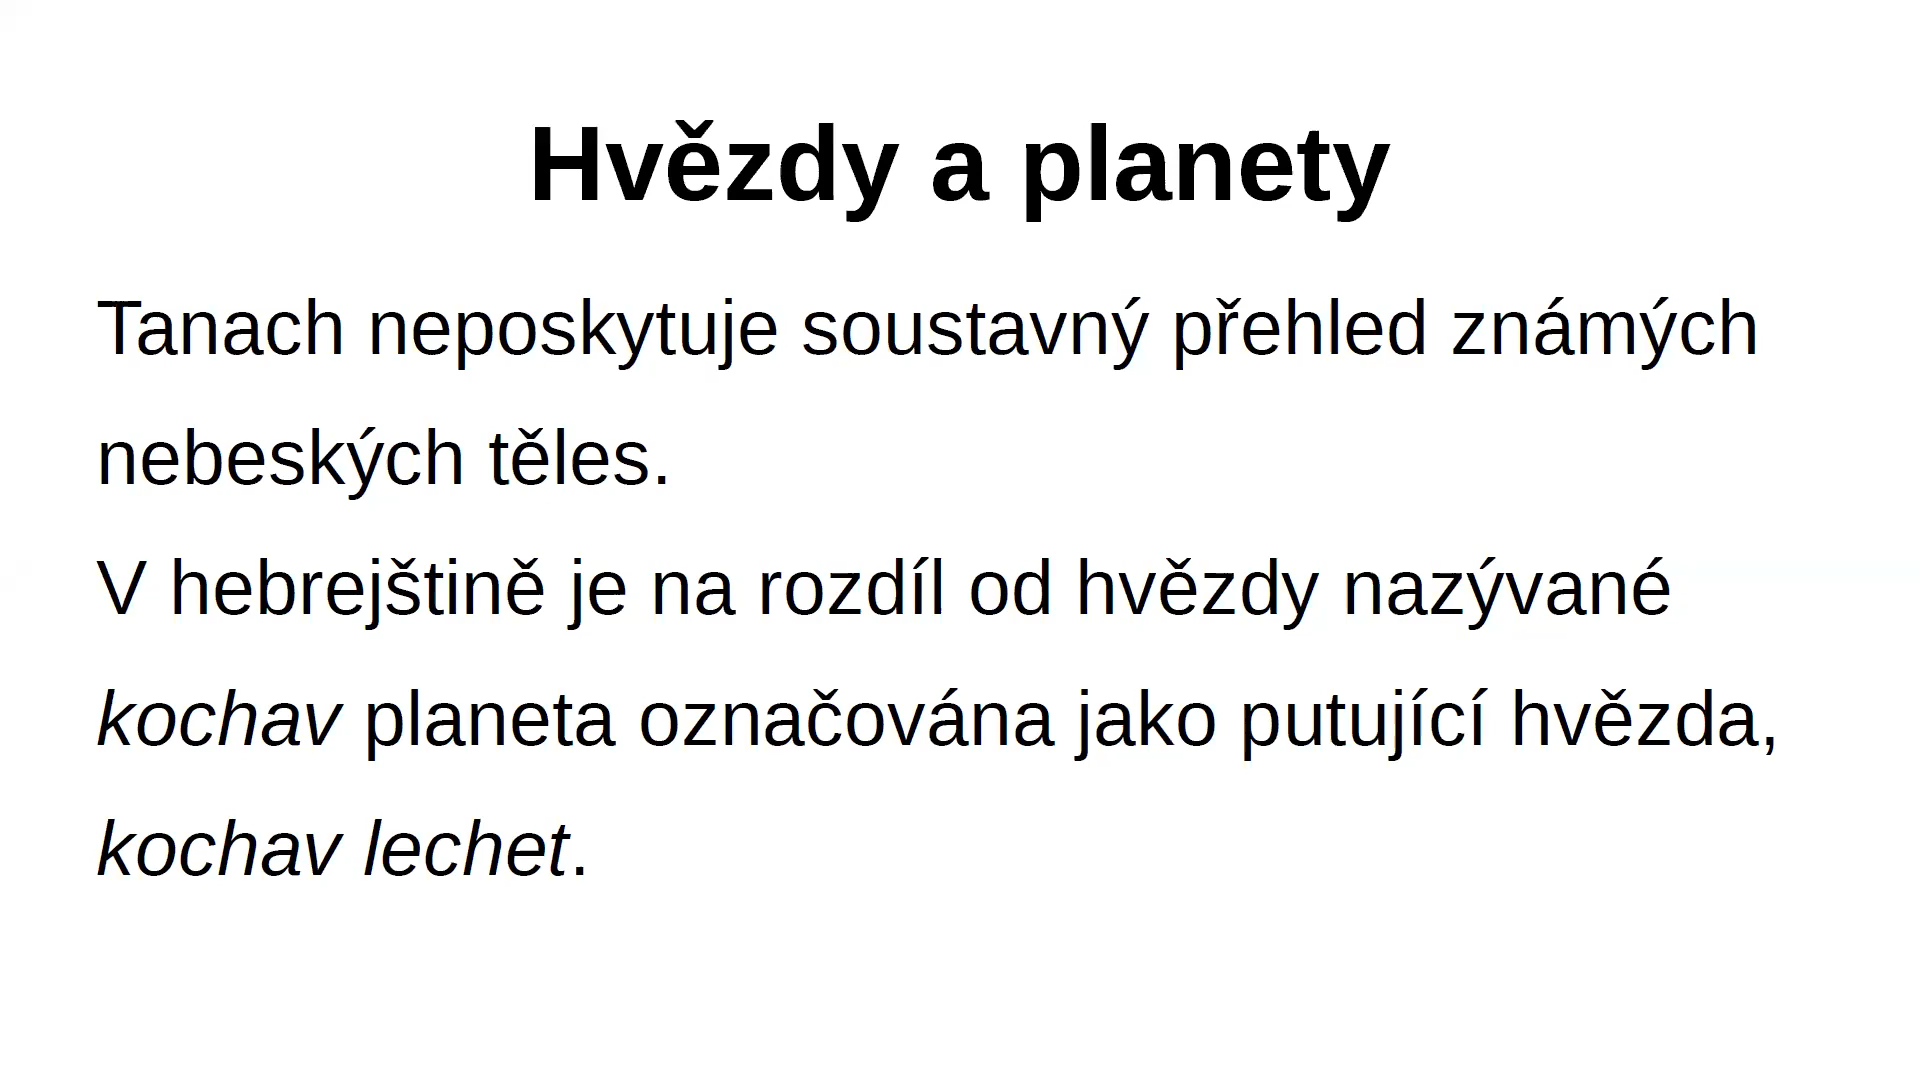 Hvězdy a planety
Tanach neposkytuje soustavný přehled známých
nebeských těles.
V hebrejštině je na rozdíl od hvězdy nazývané
kochav planeta označována jako putující hvězda,
kochav lechet.